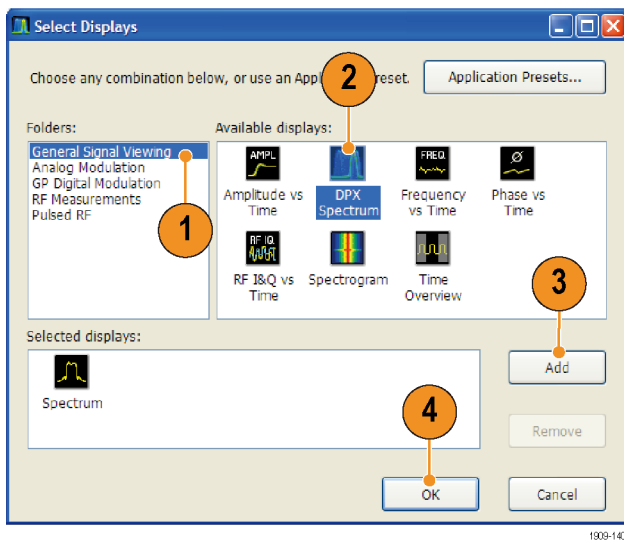 Select Displays
Choose any combination below, or use an Appl reset.
Application Presets...
2
Folders:
General Signal Viewing
Analog Modulation
GP Digital Modulation
RF Measurements
Pulsed RF
1
Available displays:
AMPL
FREQ
Ø
Amplitude vs Time
DPX Spectrum
Frequency vs Time
Phase vs Time
RF IQ
RF I&Q vs Time
Spectrogram
Time Overview
3
Selected displays:
Spectrum
Add
4
Remove
OK
Cancel
1909-140